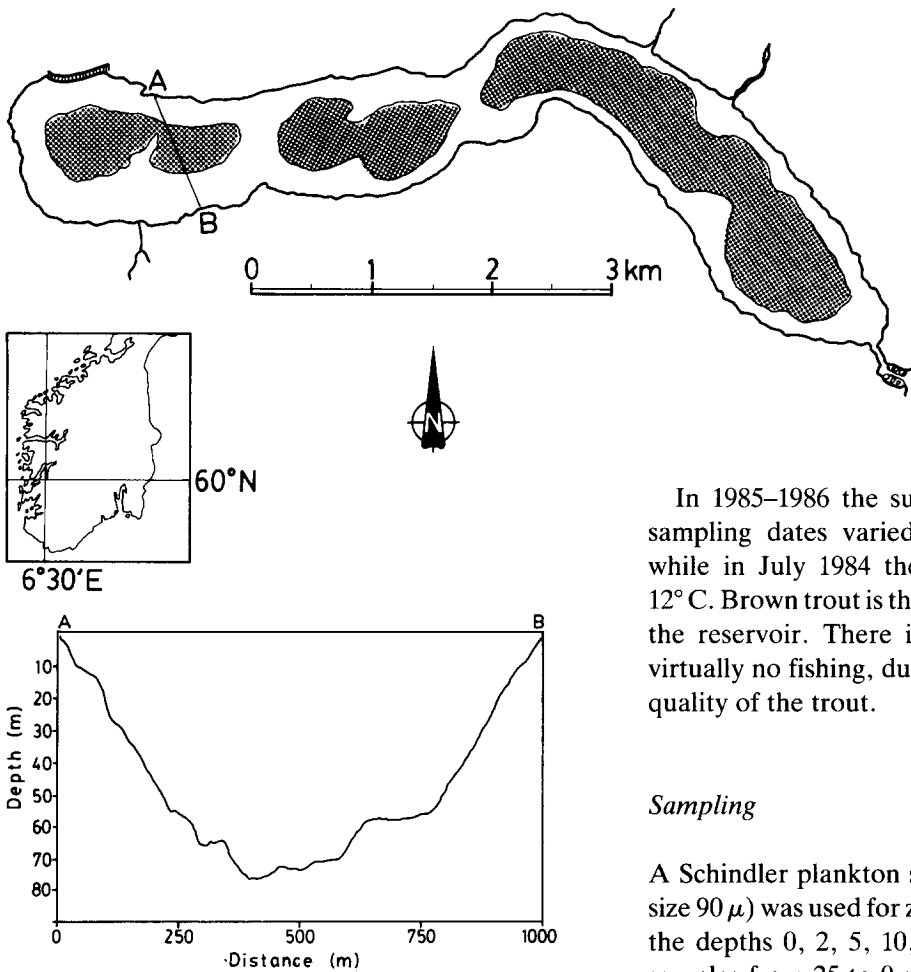 A
B
0 1 2 3 km
N
60°N
6°30'E
A B
Depth (m)
10
20
30
40
50
60
70
80
0 250 500 750 1000
Distance (m)
In 1985–1986 the su
sampling dates varied
while in July 1984 the
12° C. Brown trout is th
the reservoir. There i
virtually no fishing, du
quality of the trout.
Sampling
A Schindler plankton s
size 90 μ) was used for z
the depths 0, 2, 5, 10,